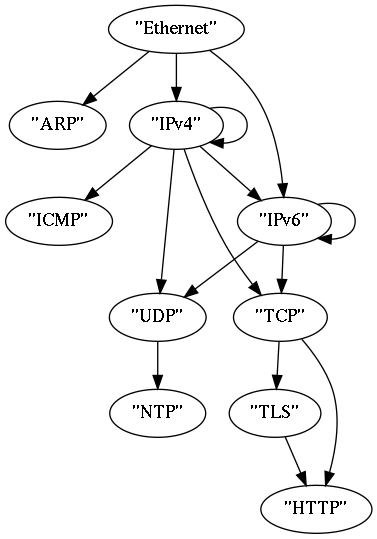 "Ethernet"
"ARP"
"IPv4"
"ICMP"
"IPv6"
"UDP"
"TCP"
"NTP"
"TLS"
"HTTP"